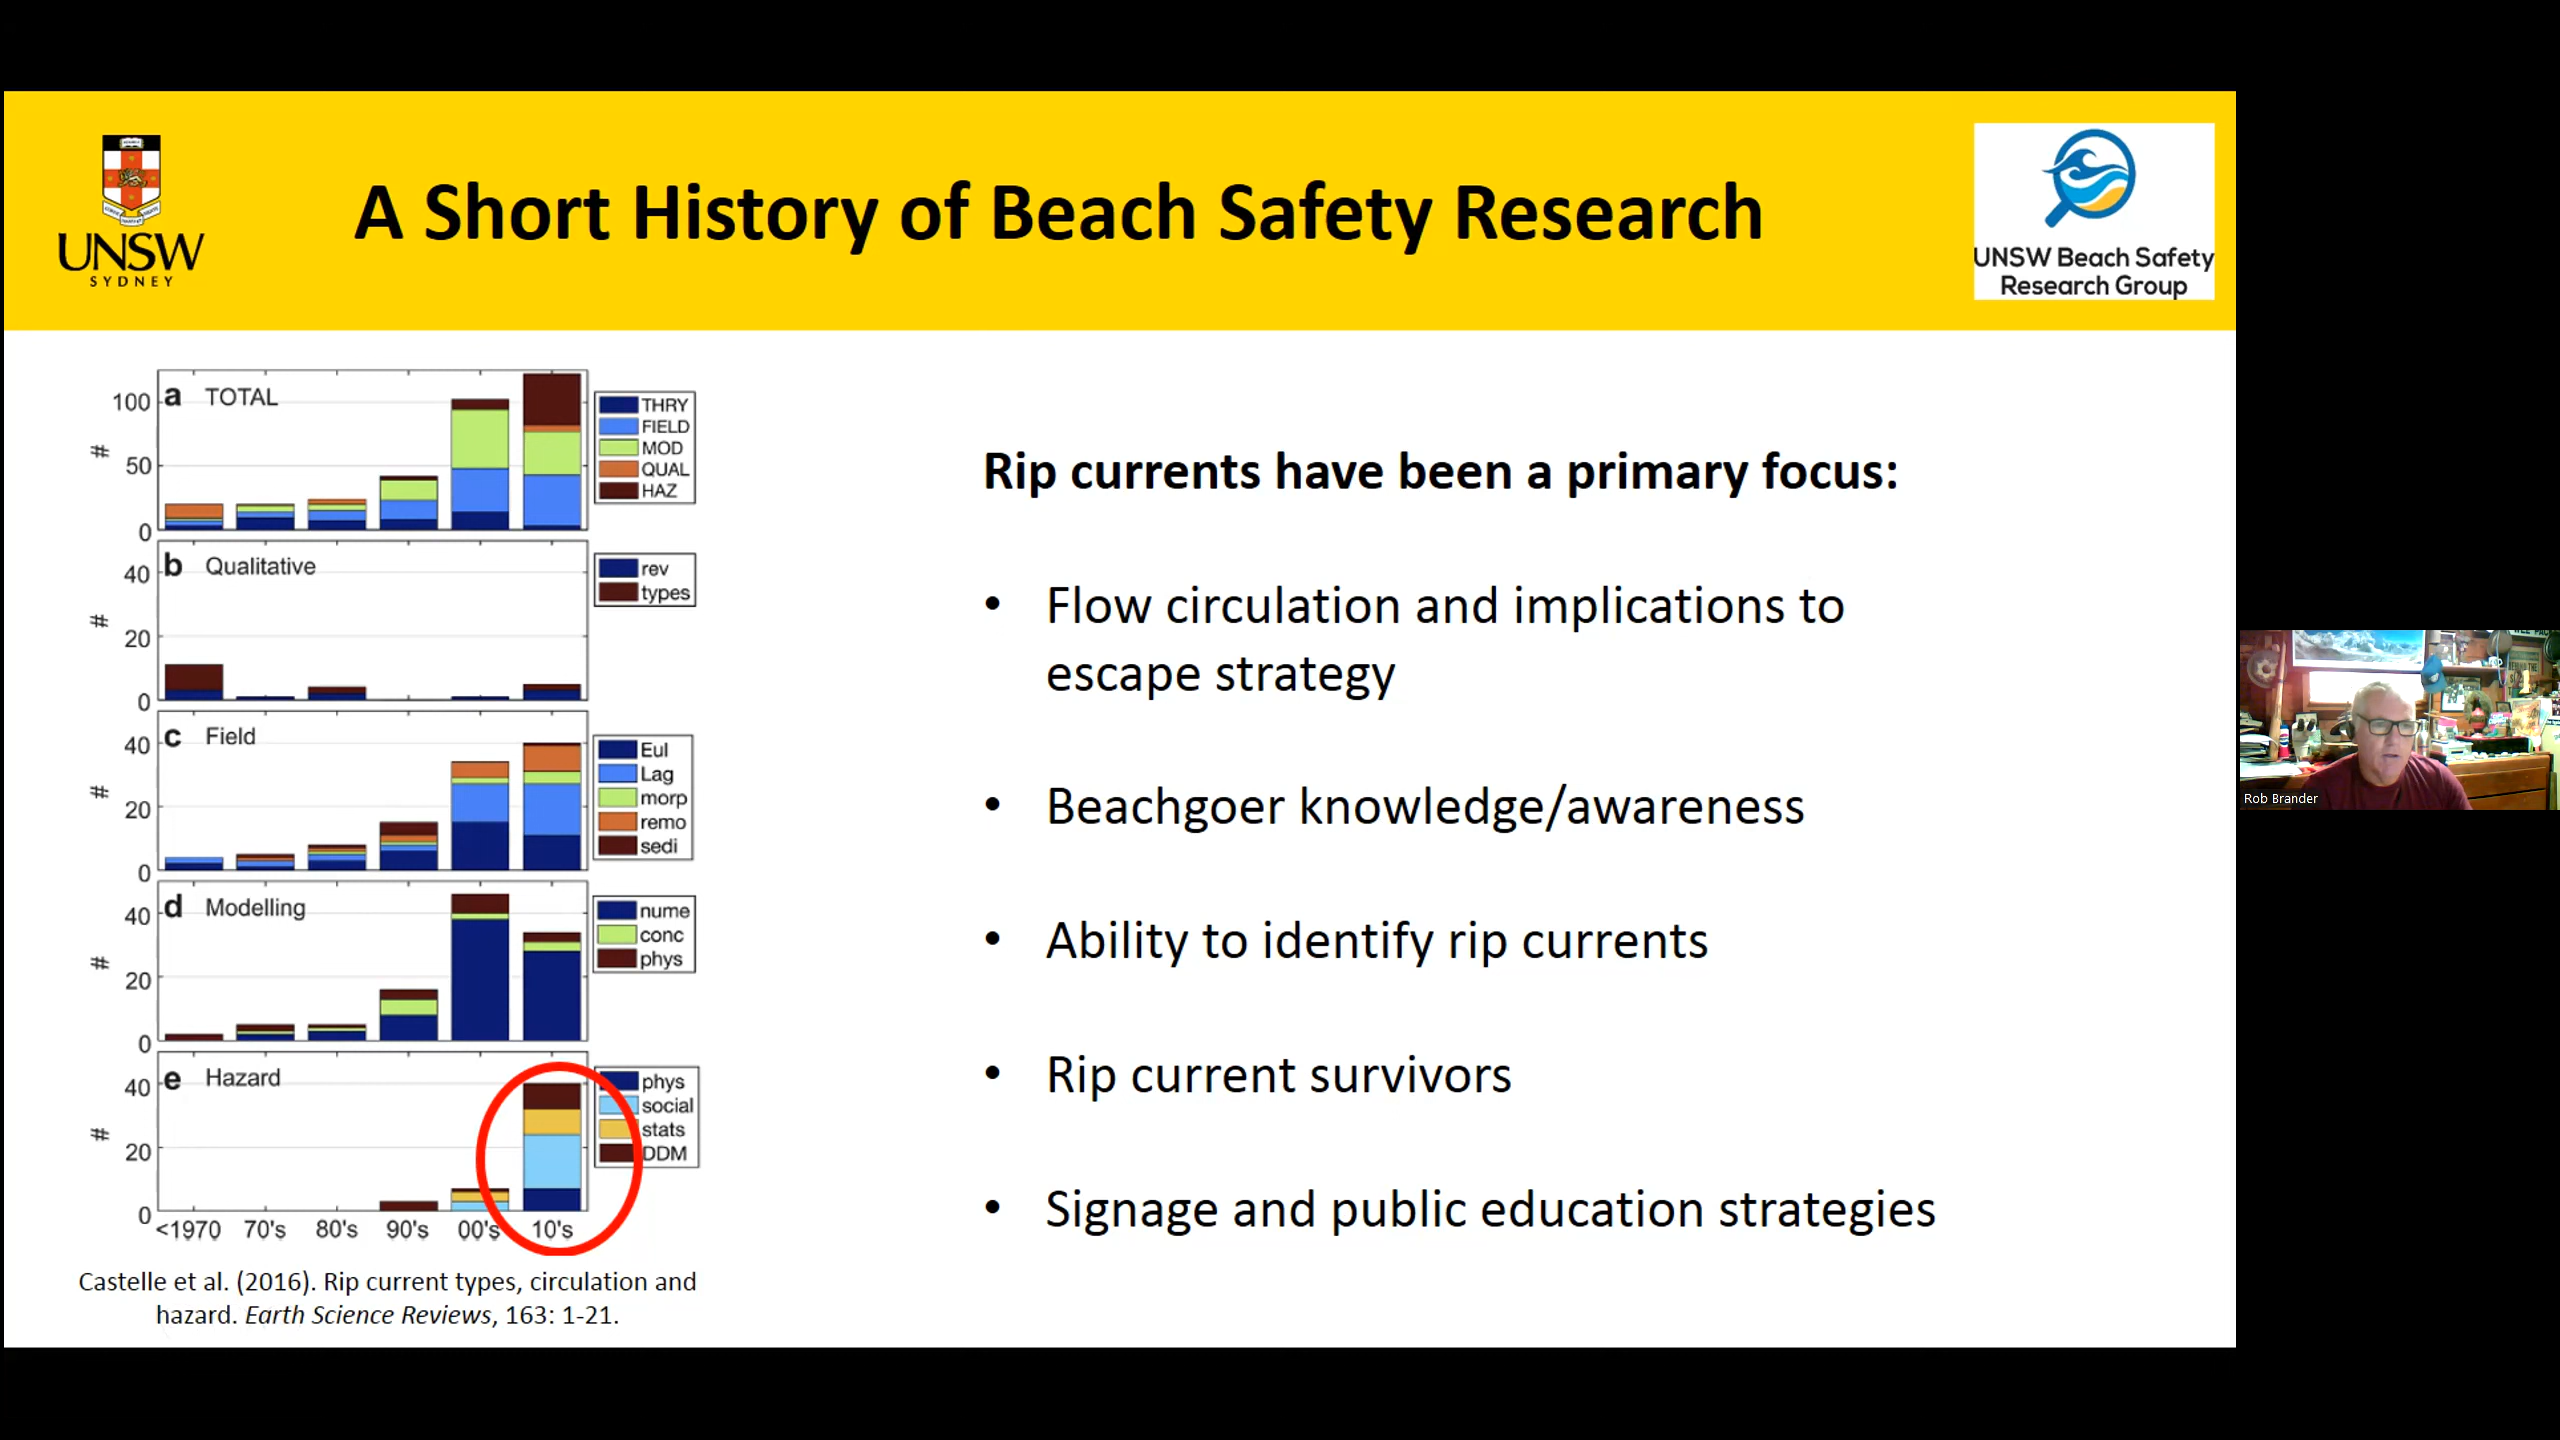 A Short History of Beach Safety Research
UNSW
SYDNEY
UNSW Beach Safety
Research Group
a TOTAL
100
50
0
#
THRY
FIELD
MOD
QUAL
HAZ
b Qualitative
40
20
0
#
rev
types
c Field
40
20
0
#
Eul
Lag
morp
remo
sedi
d Modelling
40
20
0
#
nume
conc
phys
e Hazard
40
20
0
#
phys
social
stats
DDM
<1970 70's 80's 90's 00's 10's
Castelle et al. (2016). Rip current types, circulation and
hazard. Earth Science Reviews, 163: 1-21.
Rip currents have been a primary focus:
• Flow circulation and implications to
escape strategy
• Beachgoer knowledge/awareness
• Ability to identify rip currents
• Rip current survivors
• Signage and public education strategies
Rob Brander